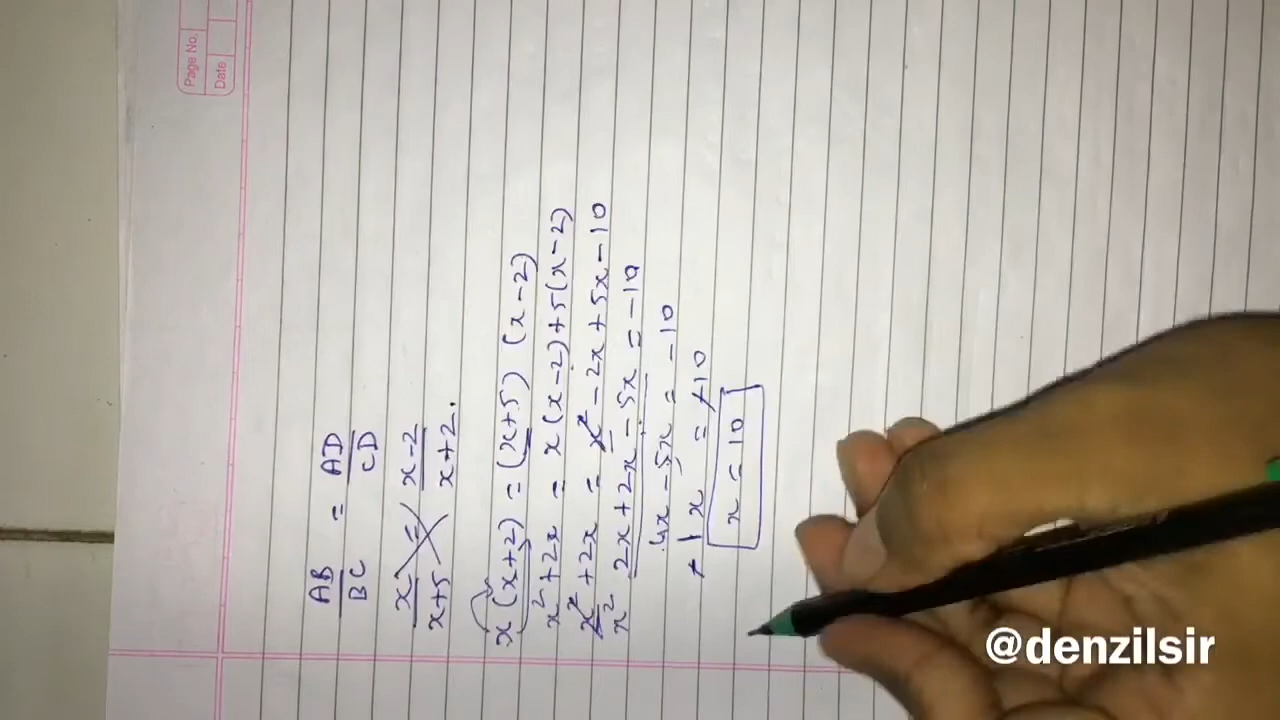 Page No.
Date
AB/BC = AD/CD
x/x+5 = x-2/x+2.
x(x+2) = (x+5) (x-2)
x²+2x = x(x-2)+5(x-2)
x²+2x = x²-2x+5x-10
x² 2x+2x-5x = -10
4x-5x = -10
-1x = -10
x = 10
@denzilsir